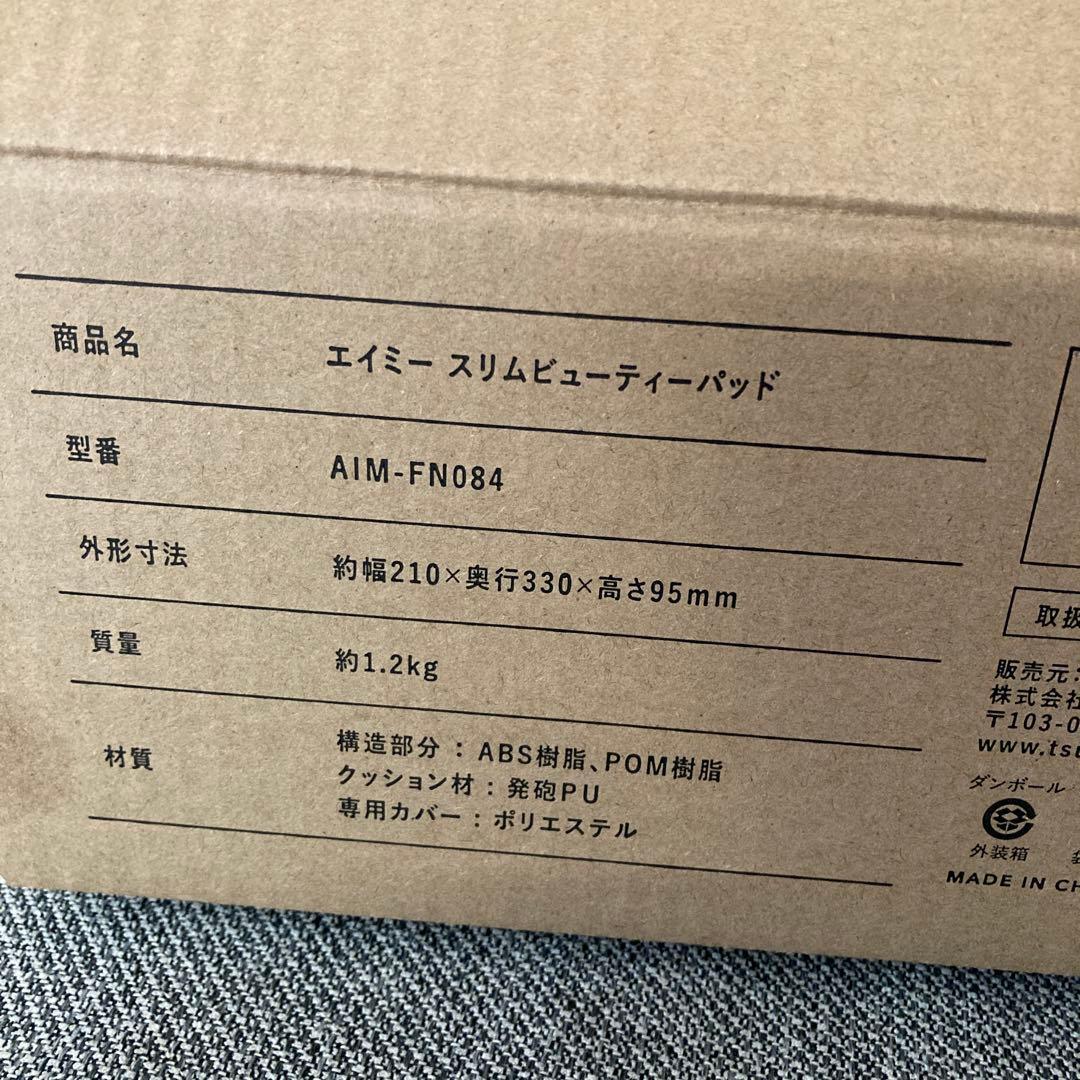 商品名 エイミー スリムビューティーパッド
型番 AIM-FN084
外形寸法 約幅210×奥行330×高さ95mm
質量 約1.2kg
材質 構造部分：ABS樹脂、POM樹脂
クッション材：発砲PU
専用カバー：ポリエステル
取扱
販売元：
株式会社
〒103-0
www.tsu
ダンボール
外装箱
MADE IN CH